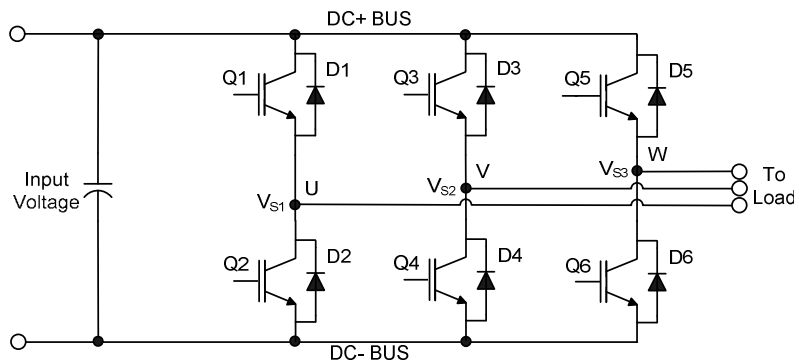 DC+ BUS
Q1
D1
Q3
D3
Q5
D5
Input
Voltage
VS1
U
VS2
V
VS3
W
To
Load
Q2
D2
Q4
D4
Q6
D6
DC- BUS